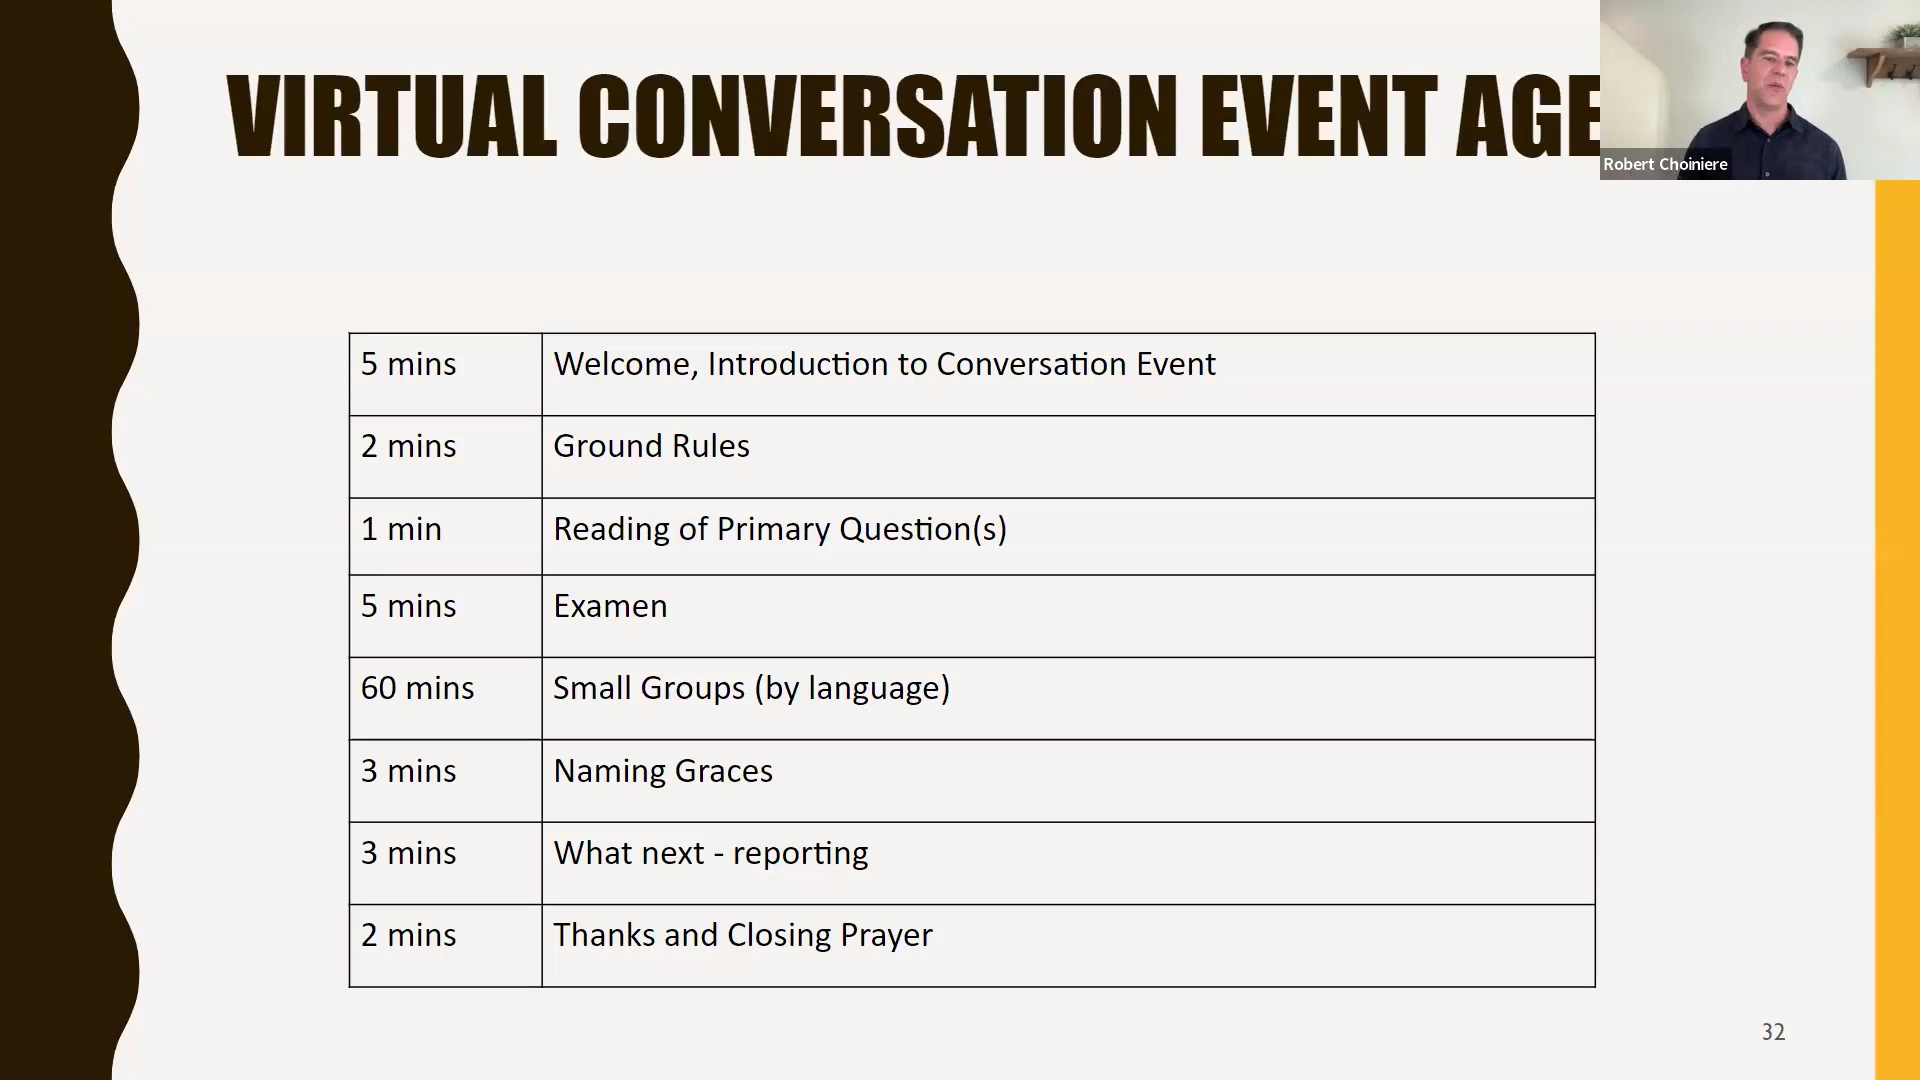 VIRTUAL CONVERSATION EVENT AGE
Robert Choiniere
5 mins Welcome, Introduction to Conversation Event
2 mins Ground Rules
1 min Reading of Primary Question(s)
5 mins Examen
60 mins Small Groups (by language)
3 mins Naming Graces
3 mins What next - reporting
2 mins Thanks and Closing Prayer
32